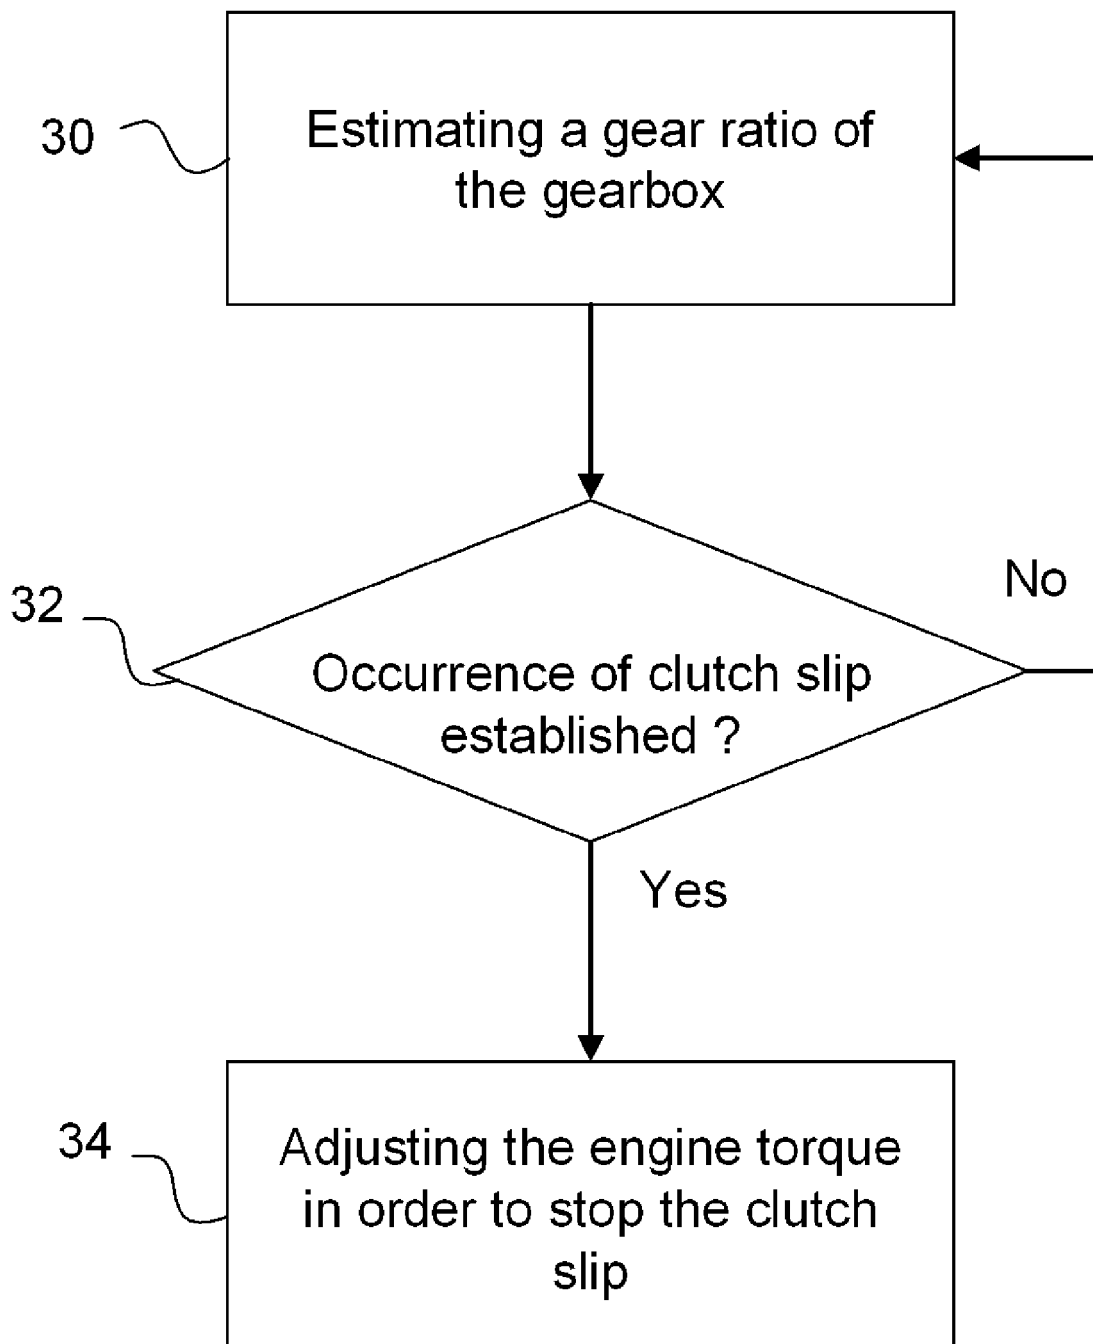 30
Estimating a gear ratio of
the gearbox
No
32
Occurrence of clutch slip
established ?
Yes
34
Adjusting the engine torque
in order to stop the clutch
slip